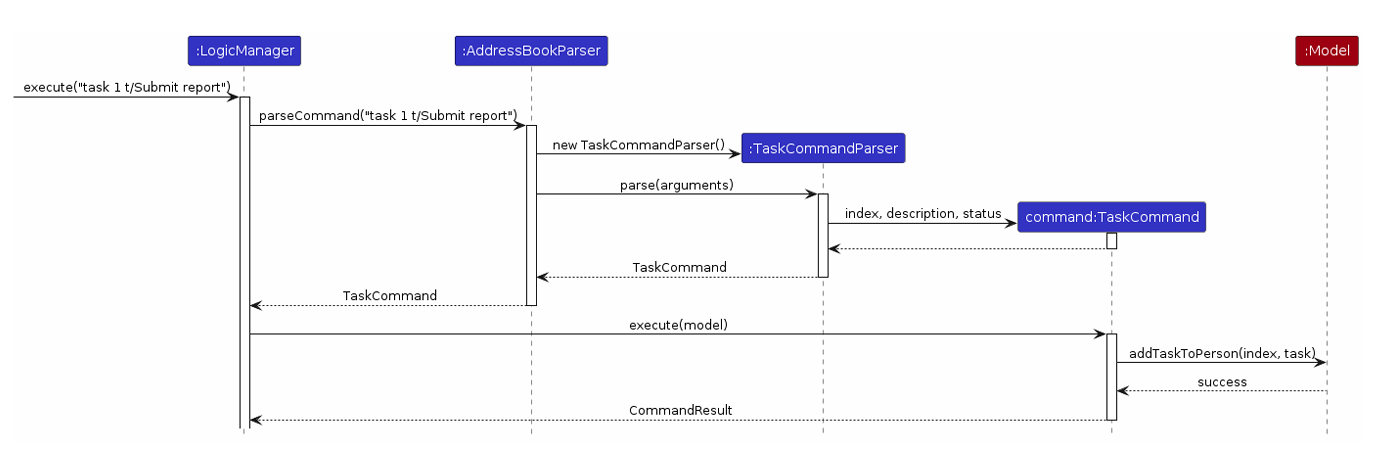 :LogicManager
:AddressBookParser
:Model
execute("task 1 t/Submit report")
parseCommand("task 1 t/Submit report")
new TaskCommandParser()
:TaskCommandParser
parse(arguments)
index, description, status
command:TaskCommand
TaskCommand
TaskCommand
execute(model)
addTaskToPerson(index, task)
success
CommandResult